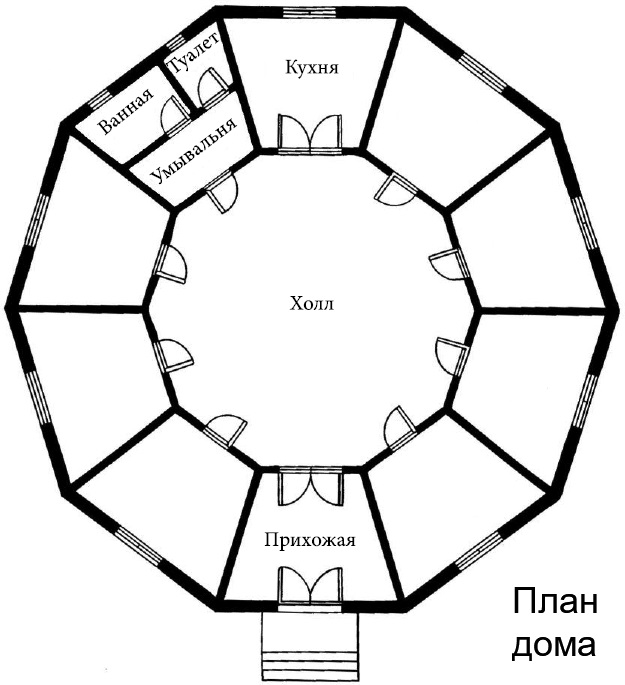 Туалет
Кухня
Ванная
Умывальня
Холл
Прихожая
План
дома